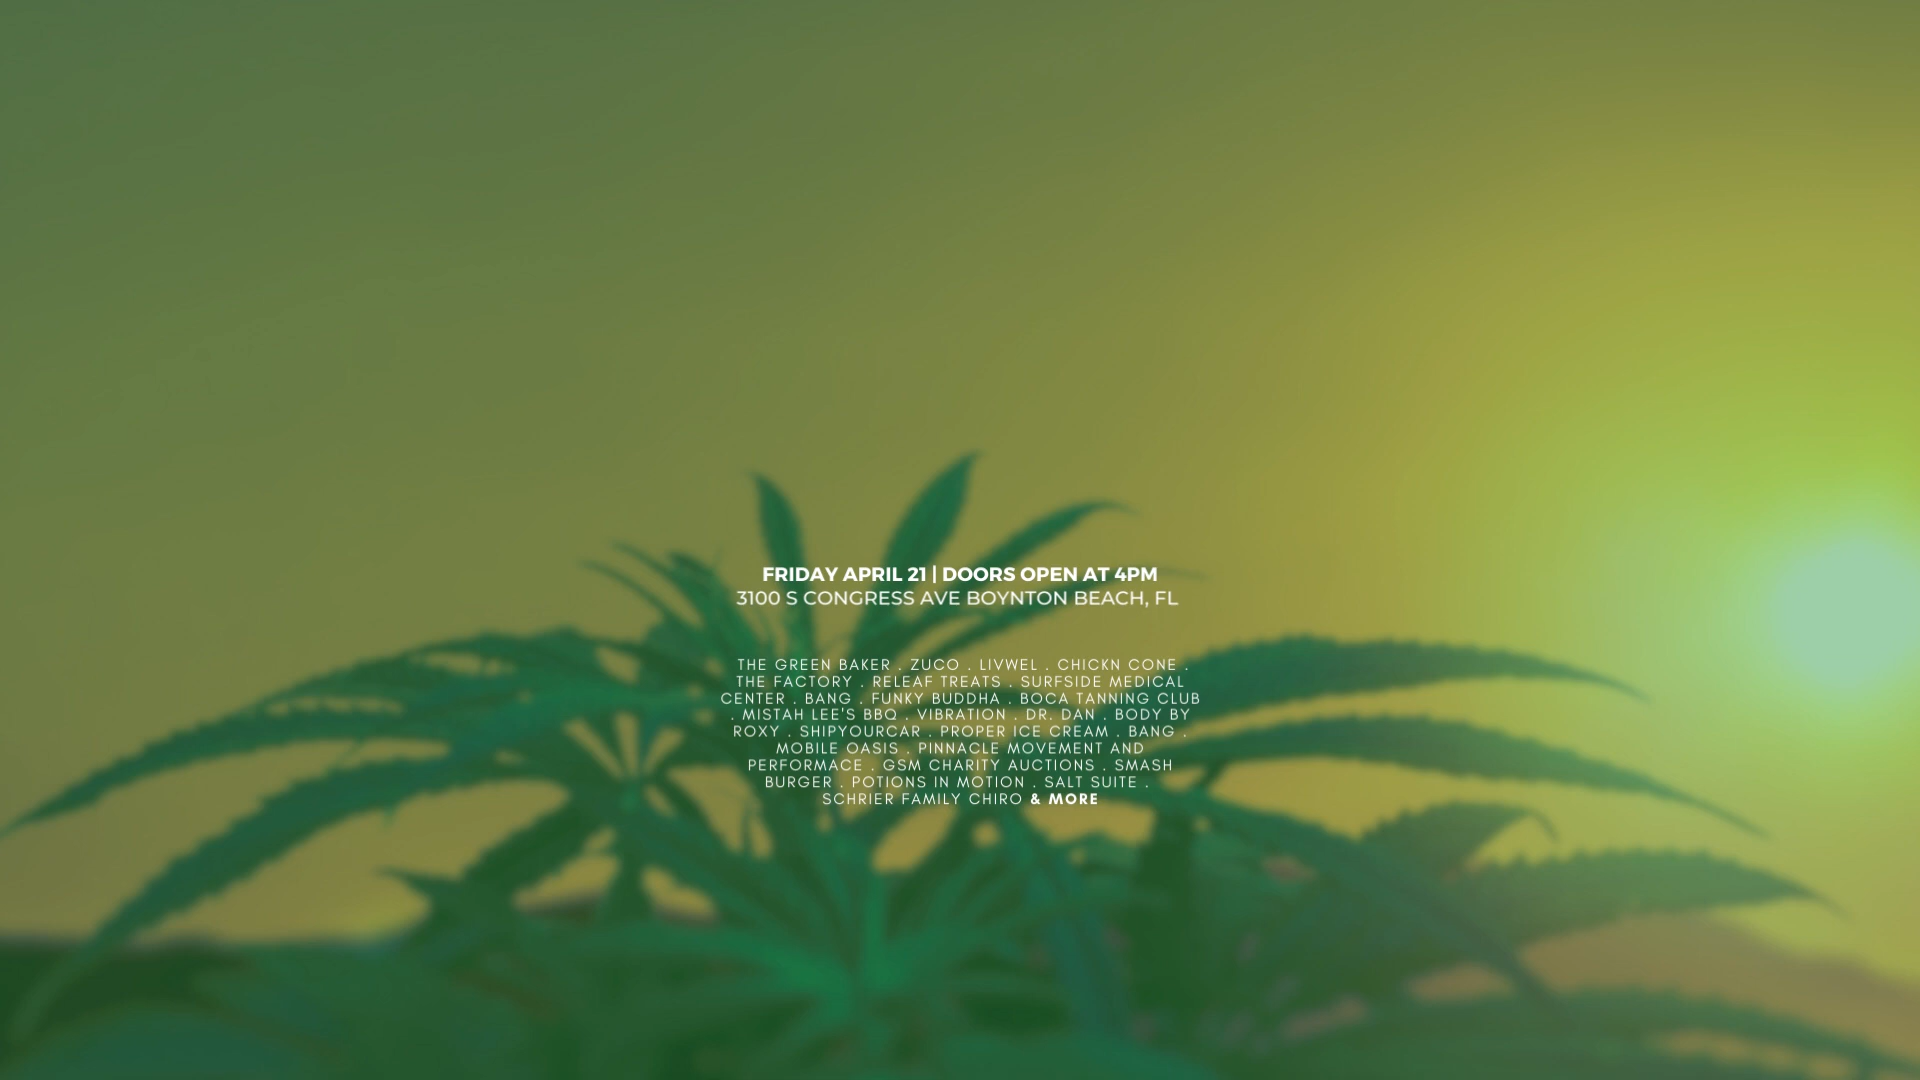 FRIDAY APRIL 21 | DOORS OPEN AT 4PM
3100 S CONGRESS AVE BOYNTON BEACH, FL
THE GREEN BAKER . ZUCO . LIVWEL . CHICKN CONE .
THE FACTORY . RELEAF TREATS . SURFSIDE MEDICAL
CENTER . BANG . FUNKY BUDDHA . BOCA TANNING CLUB
. MISTAH LEE'S BBQ . VIBRATION . DR. DAN . BODY BY
ROXY . SHIPYOURCAR . PROPER ICE CREAM . BANG .
MOBILE OASIS . PINNACLE MOVEMENT AND
PERFORMACE . GSM CHARITY AUCTIONS . SMASH
BURGER . POTIONS IN MOTION . SALT SUITE .
SCHRIER FAMILY CHIRO & MORE